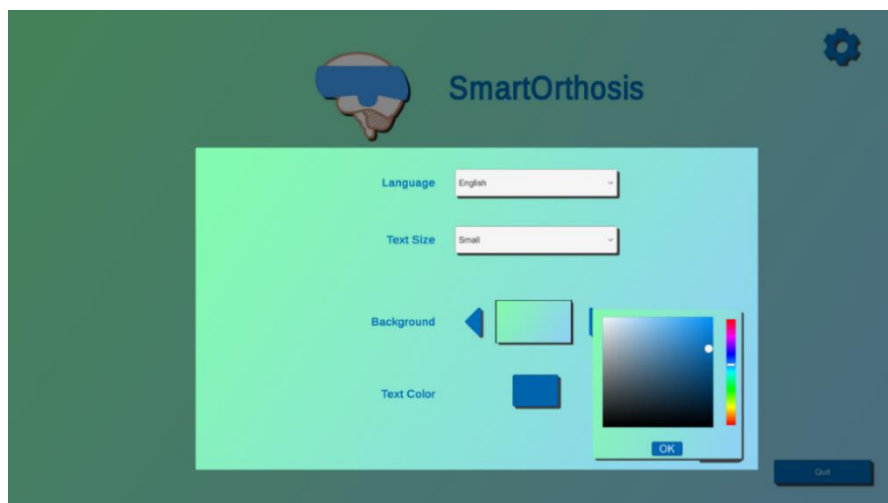 SmartOrthosis
Language English
Text Size Small
Background
Text Color
OK
Quit